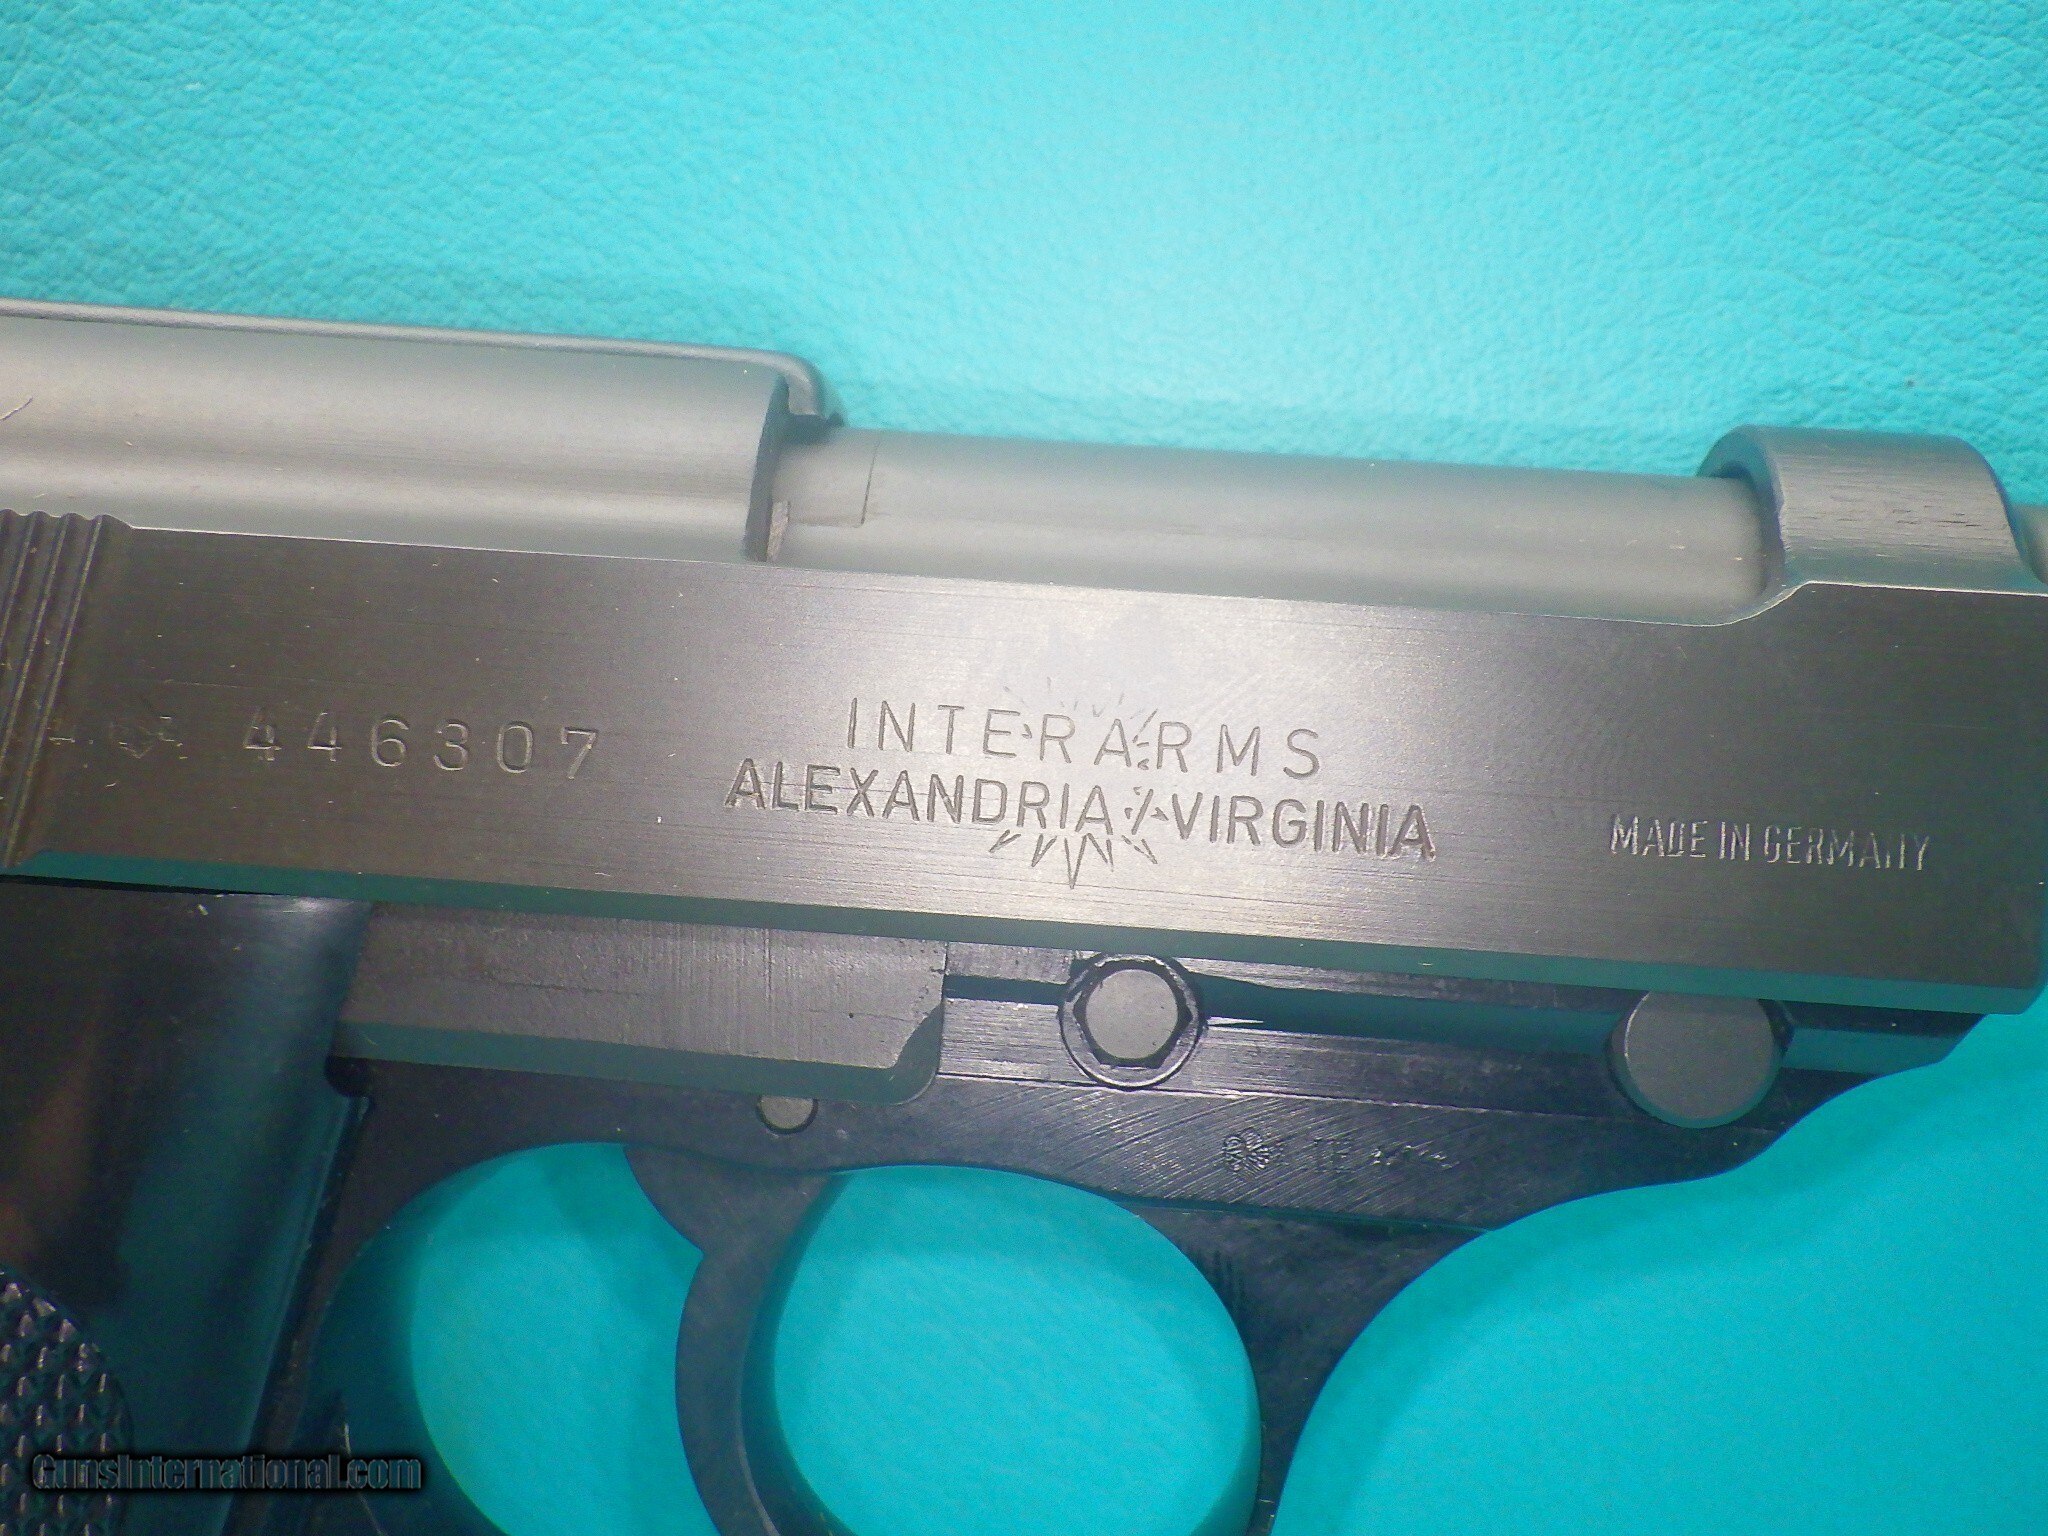 446307
INTERARMS
ALEXANDRIA / VIRGINIA
MADE IN GERMANY
GunsInternational.com